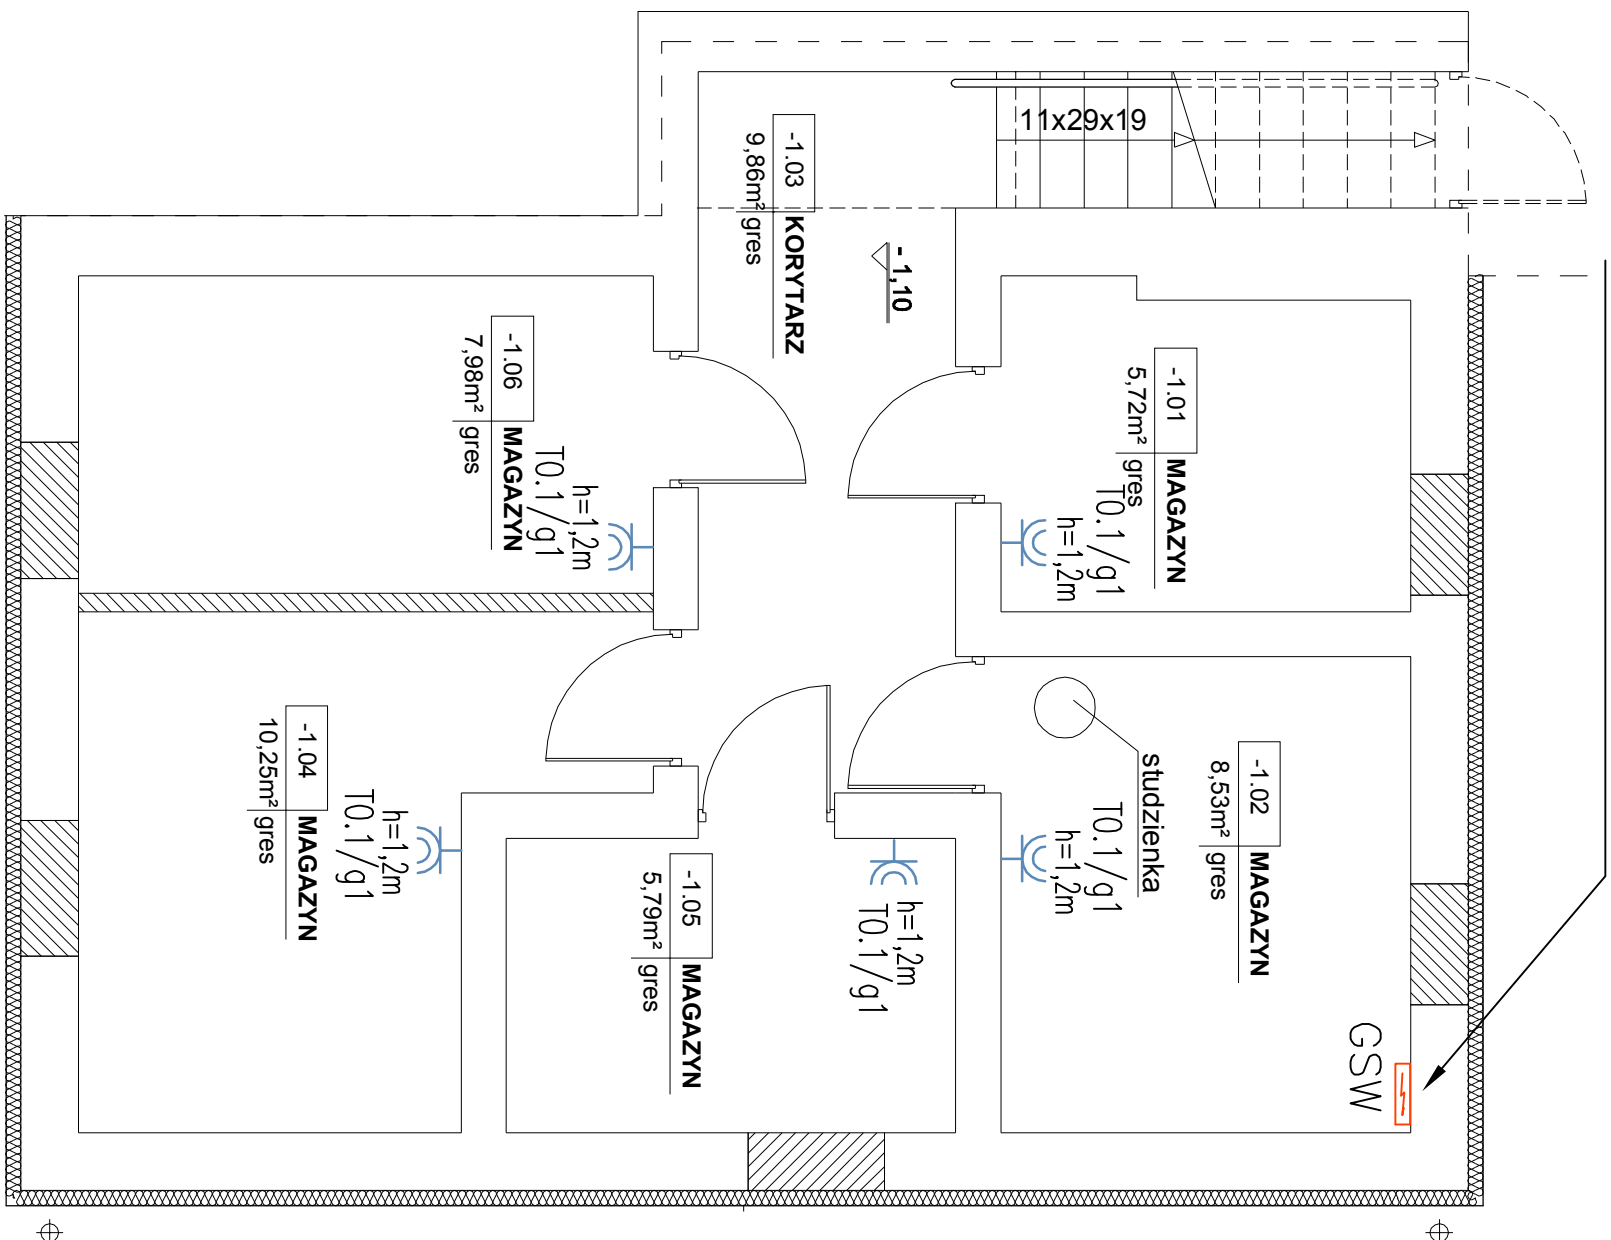 11x29x19
-1.03 KORYTARZ
9,86m² gres
-1,10
-1.06 MAGAZYN
7,98m² gres
h=1,2m
T0.1/g1
-1.01 MAGAZYN
5,72m² gres
T0.1/g1
h=1,2m
-1.04 MAGAZYN
10,25m² gres
h=1,2m
T0.1/g1
-1.05 MAGAZYN
5,79m² gres
h=1,2m
T0.1/g1
studzienka
-1.02 MAGAZYN
8,53m² gres
T0.1/g1
h=1,2m
GSW